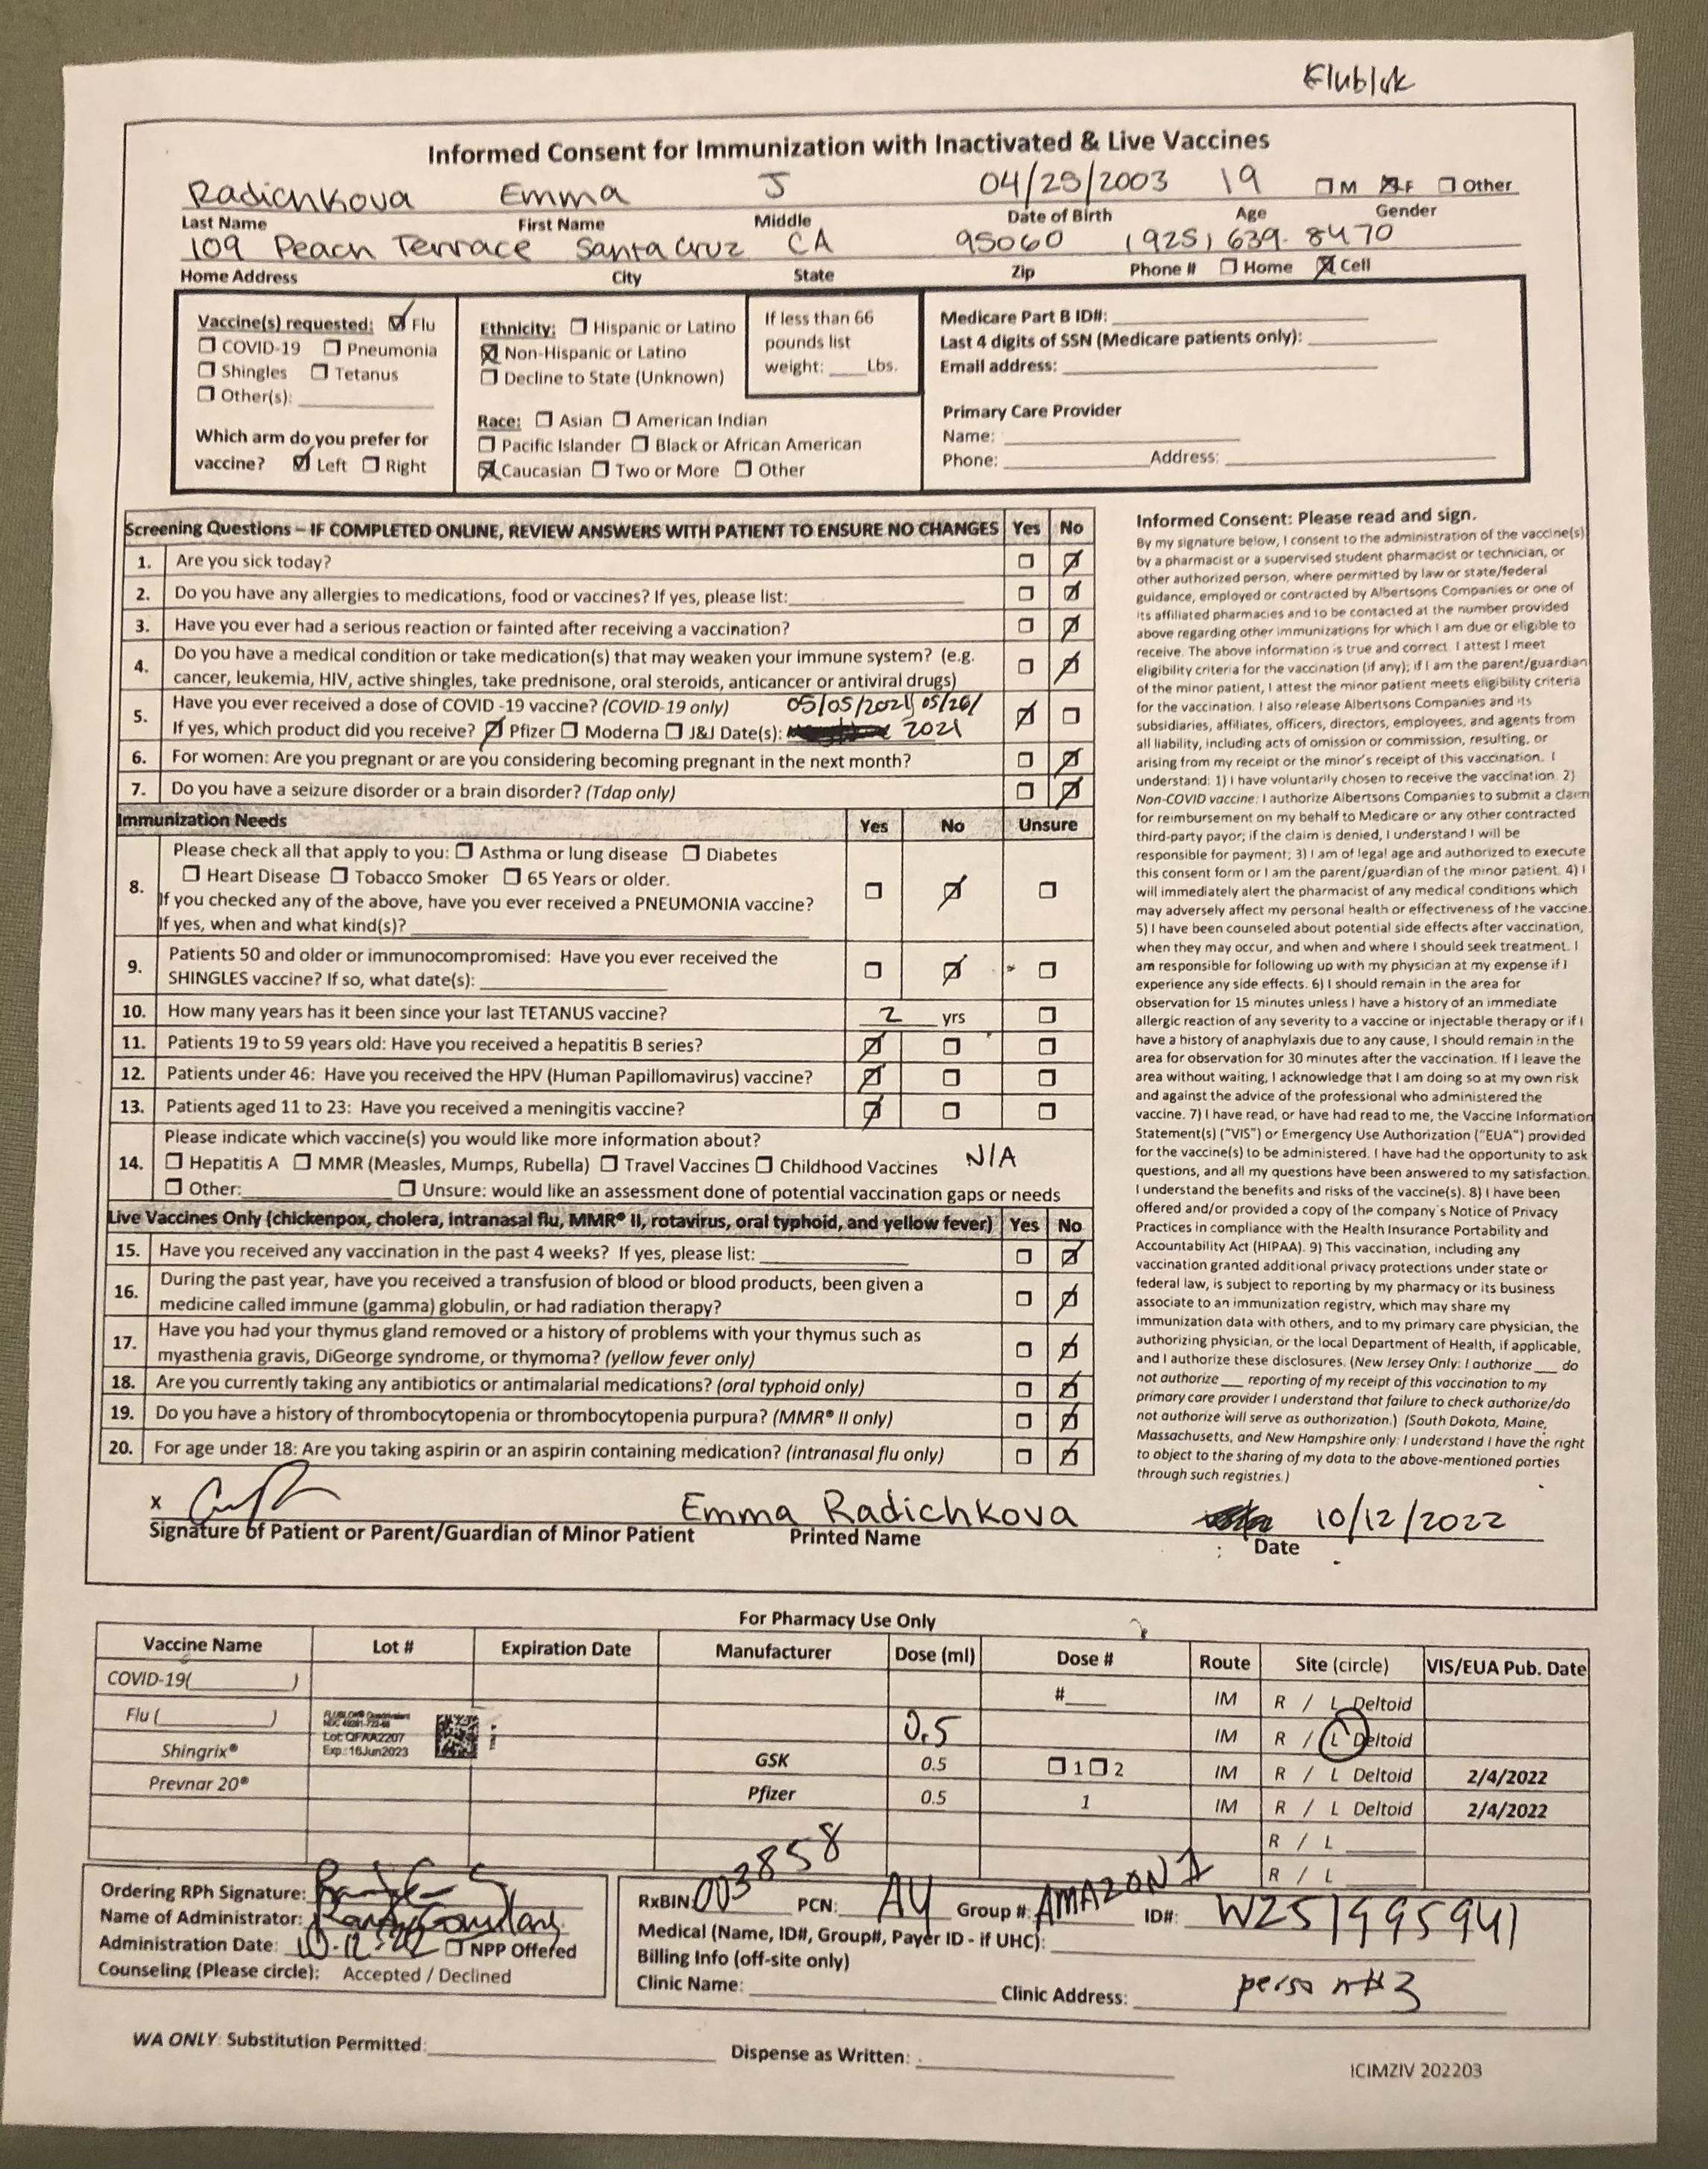 Flublok
Informed Consent for Immunization with Inactivated & Live Vaccines
Radichkova Emma J 04/25/2003 19 ☐ M ☒ F ☐ Other
Last Name First Name Middle Date of Birth Age Gender
109 Peach Terrace Santa Cruz CA 95060 (925) 639-8470
Home Address City State Zip Phone # ☐ Home ☒ Cell
Vaccine(s) requested: ☑ Flu
☐ COVID-19 ☐ Pneumonia
☐ Shingles ☐ Tetanus
☐ Other(s):
Which arm do you prefer for
vaccine? ☑ Left ☐ Right
Ethnicity: ☐ Hispanic or Latino
☒ Non-Hispanic or Latino
☐ Decline to State (Unknown)
Race: ☐ Asian ☐ American Indian
☐ Pacific Islander ☐ Black or African American
☒ Caucasian ☐ Two or More ☐ Other
If less than 66
pounds list
weight: ____ Lbs.
Medicare Part B ID#:
Last 4 digits of SSN (Medicare patients only):
Email address:
Primary Care Provider
Name:
Phone: Address:
Screening Questions – IF COMPLETED ONLINE, REVIEW ANSWERS WITH PATIENT TO ENSURE NO CHANGES Yes No
1. Are you sick today? ☐ ☑
2. Do you have any allergies to medications, food or vaccines? If yes, please list: ☐ ☑
3. Have you ever had a serious reaction or fainted after receiving a vaccination? ☐ ☑
4. Do you have a medical condition or take medication(s) that may weaken your immune system? (e.g.
cancer, leukemia, HIV, active shingles, take prednisone, oral steroids, anticancer or antiviral drugs) ☐ ☑
5. Have you ever received a dose of COVID -19 vaccine? (COVID-19 only) 05/05/2021, 05/26/
If yes, which product did you receive? ☑ Pfizer ☐ Moderna ☐ J&J Date(s): 2021 ☑ ☐
6. For women: Are you pregnant or are you considering becoming pregnant in the next month? ☐ ☑
7. Do you have a seizure disorder or a brain disorder? (Tdap only) ☐ ☑
Immunization Needs Yes No Unsure
8. Please check all that apply to you: ☐ Asthma or lung disease ☐ Diabetes
☐ Heart Disease ☐ Tobacco Smoker ☐ 65 Years or older.
If you checked any of the above, have you ever received a PNEUMONIA vaccine? ☐ ☑ ☐
If yes, when and what kind(s)?
9. Patients 50 and older or immunocompromised: Have you ever received the
SHINGLES vaccine? If so, what date(s): ☐ ☑ ☐
10. How many years has it been since your last TETANUS vaccine? 2 yrs ☐
11. Patients 19 to 59 years old: Have you received a hepatitis B series? ☑ ☐ ☐
12. Patients under 46: Have you received the HPV (Human Papillomavirus) vaccine? ☑ ☐ ☐
13. Patients aged 11 to 23: Have you received a meningitis vaccine? ☑ ☐ ☐
14. Please indicate which vaccine(s) you would like more information about?
☐ Hepatitis A ☐ MMR (Measles, Mumps, Rubella) ☐ Travel Vaccines ☐ Childhood Vaccines N/A
☐ Other: ☐ Unsure: would like an assessment done of potential vaccination gaps or needs
Live Vaccines Only (chickenpox, cholera, intranasal flu, MMR® II, rotavirus, oral typhoid, and yellow fever) Yes No
15. Have you received any vaccination in the past 4 weeks? If yes, please list: ☐ ☑
16. During the past year, have you received a transfusion of blood or blood products, been given a
medicine called immune (gamma) globulin, or had radiation therapy? ☐ ☑
17. Have you had your thymus gland removed or a history of problems with your thymus such as
myasthenia gravis, DiGeorge syndrome, or thymoma? (yellow fever only) ☐ ☑
18. Are you currently taking any antibiotics or antimalarial medications? (oral typhoid only) ☐ ☑
19. Do you have a history of thrombocytopenia or thrombocytopenia purpura? (MMR® II only) ☐ ☑
20. For age under 18: Are you taking aspirin or an aspirin containing medication? (intranasal flu only) ☐ ☑
Informed Consent: Please read and sign.
By my signature below, I consent to the administration of the vaccine(s)
by a pharmacist or a supervised student pharmacist or technician, or
other authorized person, where permitted by law or state/federal
guidance, employed or contracted by Albertsons Companies or one of
its affiliated pharmacies and to be contacted at the number provided
above regarding other immunizations for which I am due or eligible to
receive. The above information is true and correct. I attest I meet
eligibility criteria for the vaccination (if any); if I am the parent/guardian
of the minor patient, I attest the minor patient meets eligibility criteria
for the vaccination. I also release Albertsons Companies and its
subsidiaries, affiliates, officers, directors, employees, and agents from
all liability, including acts of omission or commission, resulting, or
arising from my receipt or the minor's receipt of this vaccination. I
understand: 1) I have voluntarily chosen to receive the vaccination. 2)
Non-COVID vaccine: I authorize Albertsons Companies to submit a claim
for reimbursement on my behalf to Medicare or any other contracted
third-party payor; if the claim is denied, I understand I will be
responsible for payment; 3) I am of legal age and authorized to execute
this consent form or I am the parent/guardian of the minor patient. 4) I
will immediately alert the pharmacist of any medical conditions which
may adversely affect my personal health or effectiveness of the vaccine.
5) I have been counseled about potential side effects after vaccination,
when they may occur, and when and where I should seek treatment. I
am responsible for following up with my physician at my expense if I
experience any side effects. 6) I should remain in the area for
observation for 15 minutes unless I have a history of an immediate
allergic reaction of any severity to a vaccine or injectable therapy or if I
have a history of anaphylaxis due to any cause, I should remain in the
area for observation for 30 minutes after the vaccination. If I leave the
area without waiting, I acknowledge that I am doing so at my own risk
and against the advice of the professional who administered the
vaccine. 7) I have read, or have had read to me, the Vaccine Information
Statement(s) ("VIS") or Emergency Use Authorization ("EUA") provided
for the vaccine(s) to be administered. I have had the opportunity to ask
questions, and all my questions have been answered to my satisfaction.
I understand the benefits and risks of the vaccine(s). 8) I have been
offered and/or provided a copy of the company's Notice of Privacy
Practices in compliance with the Health Insurance Portability and
Accountability Act (HIPAA). 9) This vaccination, including any
vaccination granted additional privacy protections under state or
federal law, is subject to reporting by my pharmacy or its business
associate to an immunization registry, which may share my
immunization data with others, and to my primary care physician, the
authorizing physician, or the local Department of Health, if applicable,
and I authorize these disclosures. (New Jersey Only: I authorize ___ do
not authorize ___ reporting of my receipt of this vaccination to my
primary care provider I understand that failure to check authorize/do
not authorize will serve as authorization.) (South Dakota, Maine,
Massachusetts, and New Hampshire only: I understand I have the right
to object to the sharing of my data to the above-mentioned parties
through such registries.)
X Emma Radichkova 10/12/2022
Signature of Patient or Parent/Guardian of Minor Patient Printed Name Date
For Pharmacy Use Only
Vaccine Name Lot # Expiration Date Manufacturer Dose (ml) Dose # Route Site (circle) VIS/EUA Pub. Date
COVID-19( ) #___ IM R / L Deltoid
Flu ( ) 0.5 IM R / L Deltoid
FLUBLOK® Quadrivalent
Lot: QFAA2207
Exp.:16Jun2023
Shingrix® GSK 0.5 ☐ 1 ☐ 2 IM R / L Deltoid 2/4/2022
Prevnar 20® Pfizer 0.5 1 IM R / L Deltoid 2/4/2022
R / L
R / L
Ordering RPh Signature:
Name of Administrator:
Administration Date: 10-12-22 ☐ NPP Offered
Counseling (Please circle): Accepted / Declined
RxBIN: 003858 PCN: A4 Group #: AMAZON1 ID#: W251995941
Medical (Name, ID#, Group#, Payer ID - if UHC):
Billing Info (off-site only)
Clinic Name: Clinic Address: person #3
WA ONLY: Substitution Permitted: Dispense as Written:
ICIMZIV 202203